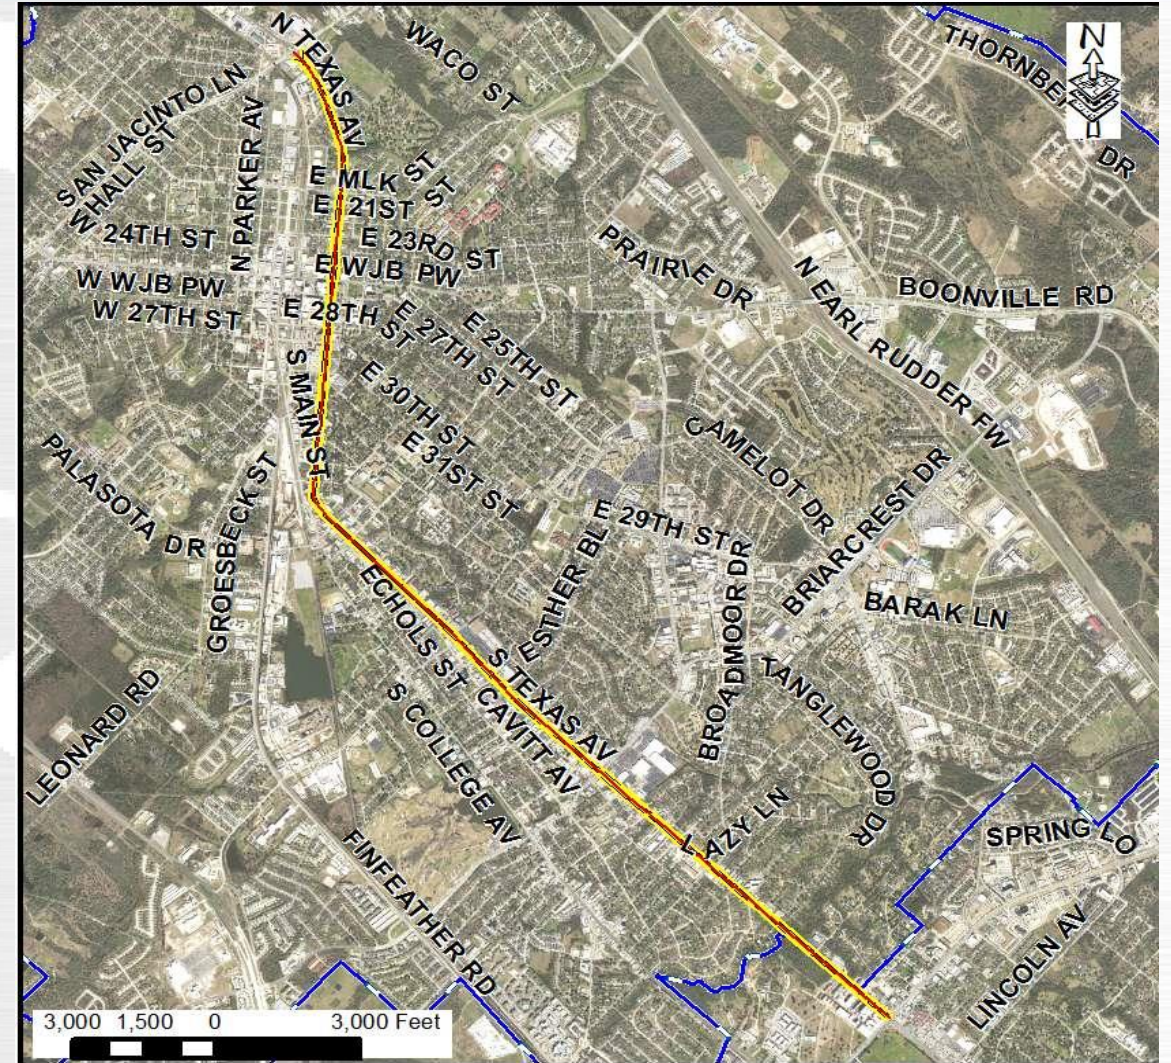 N TEXAS AV
WACO ST
THORNBE
DR
N
SAN JACINTO LN
W HALL ST
N PARKER AV
ST
ST
E MLK
E 21ST
W 24TH ST
E 23RD ST
E WJB PW
W WJB PW
W 27TH ST
E 28TH ST
E 27TH ST
E 25TH ST
PRAIRIE DR
N EARL RUDDER FW
BOONVILLE RD
S MAIN ST
E 30TH ST
E 31ST ST
CAMELOT DR
PALASOTA DR
GROESBECK ST
E 29TH ST
BRIARCREST DR
ESTHER BL
BROADMOOR DR
BARAK LN
ECHOLS ST
S TEXAS AV
TANGLEWOOD DR
LEONARD RD
S COLLEGE AV
CAVITT AV
LAZY LN
SPRING LO
FINFEATHER RD
LINCOLN AV
3,000 1,500 0 3,000 Feet